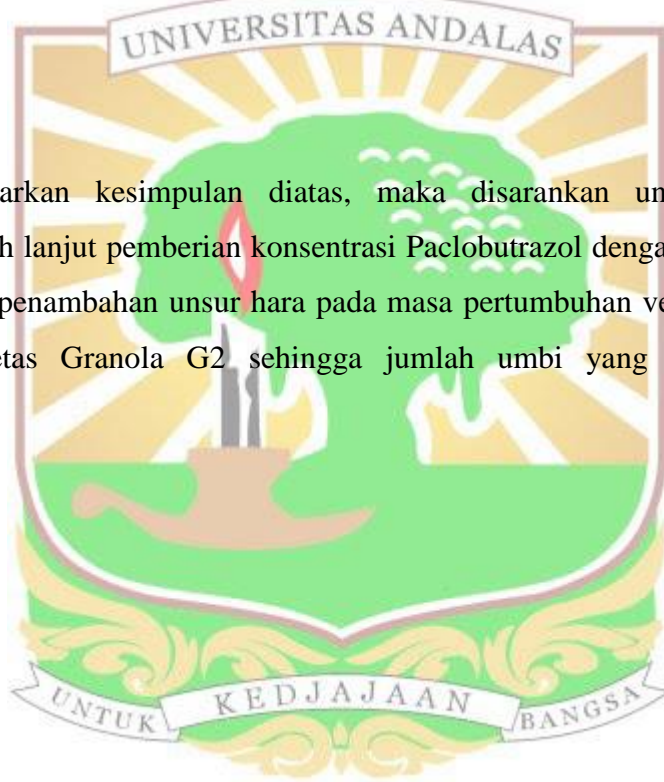 UNIVERSITAS ANDALAS
arkan kesimpulan diatas, maka disarankan un
h lanjut pemberian konsentrasi Paclobutrazol denga
penambahan unsur hara pada masa pertumbuhan ve
etas Granola G2 sehingga jumlah umbi yang
UNTUK KEDJAJAAN BANGSA